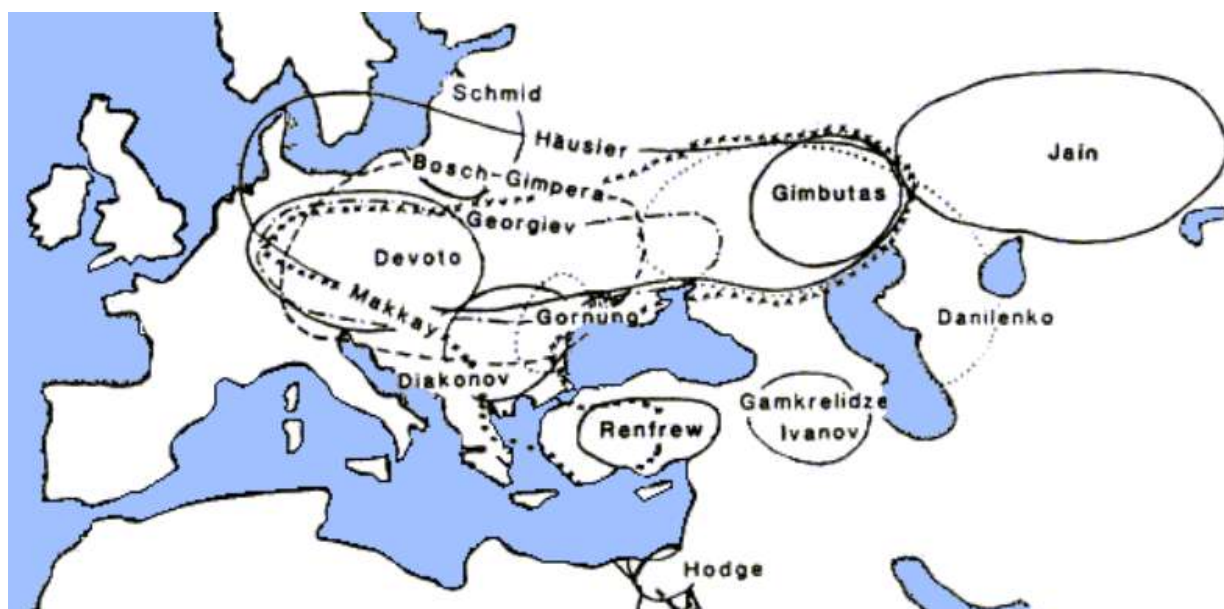 Schmid
Häusler
Jain
Bosch-Gimpera
Gimbutas
Georgiev
Devoto
Makkay
Gornung
Danilenko
Diakonov
Gamkrelidze
Ivanov
Renfrew
Hodge